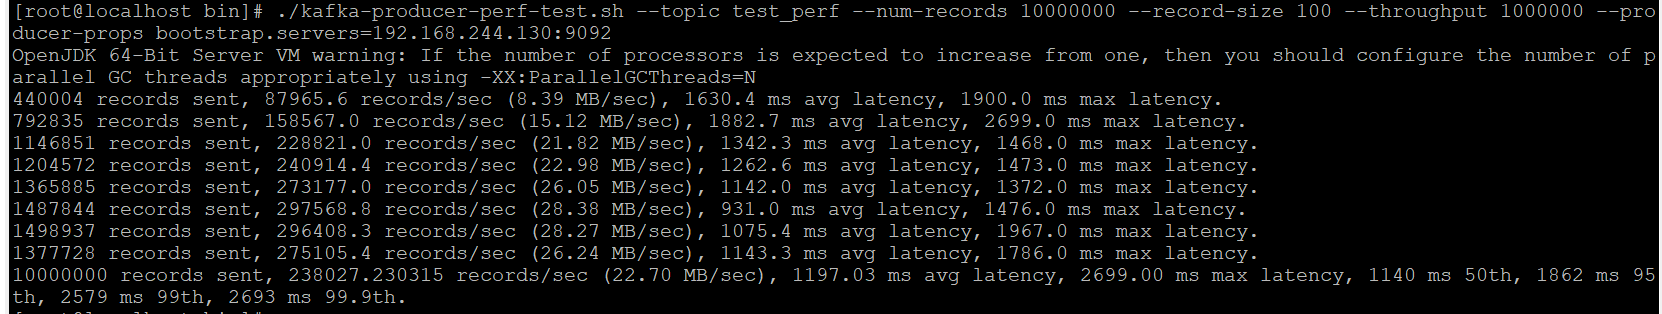 [root@localhost bin]# ./kafka-producer-perf-test.sh --topic test_perf --num-records 10000000 --record-size 100 --throughput 1000000 --pro
ducer-props bootstrap.servers=192.168.244.130:9092
OpenJDK 64-Bit Server VM warning: If the number of processors is expected to increase from one, then you should configure the number of p
arallel GC threads appropriately using -XX:ParallelGCThreads=N
440004 records sent, 87965.6 records/sec (8.39 MB/sec), 1630.4 ms avg latency, 1900.0 ms max latency.
792835 records sent, 158567.0 records/sec (15.12 MB/sec), 1882.7 ms avg latency, 2699.0 ms max latency.
1146851 records sent, 228821.0 records/sec (21.82 MB/sec), 1342.3 ms avg latency, 1468.0 ms max latency.
1204572 records sent, 240914.4 records/sec (22.98 MB/sec), 1262.6 ms avg latency, 1473.0 ms max latency.
1365885 records sent, 273177.0 records/sec (26.05 MB/sec), 1142.0 ms avg latency, 1372.0 ms max latency.
1487844 records sent, 297568.8 records/sec (28.38 MB/sec), 931.0 ms avg latency, 1476.0 ms max latency.
1498937 records sent, 296408.3 records/sec (28.27 MB/sec), 1075.4 ms avg latency, 1967.0 ms max latency.
1377728 records sent, 275105.4 records/sec (26.24 MB/sec), 1143.3 ms avg latency, 1786.0 ms max latency.
10000000 records sent, 238027.230315 records/sec (22.70 MB/sec), 1197.03 ms avg latency, 2699.00 ms max latency, 1140 ms 50th, 1862 ms 95
th, 2579 ms 99th, 2693 ms 99.9th.